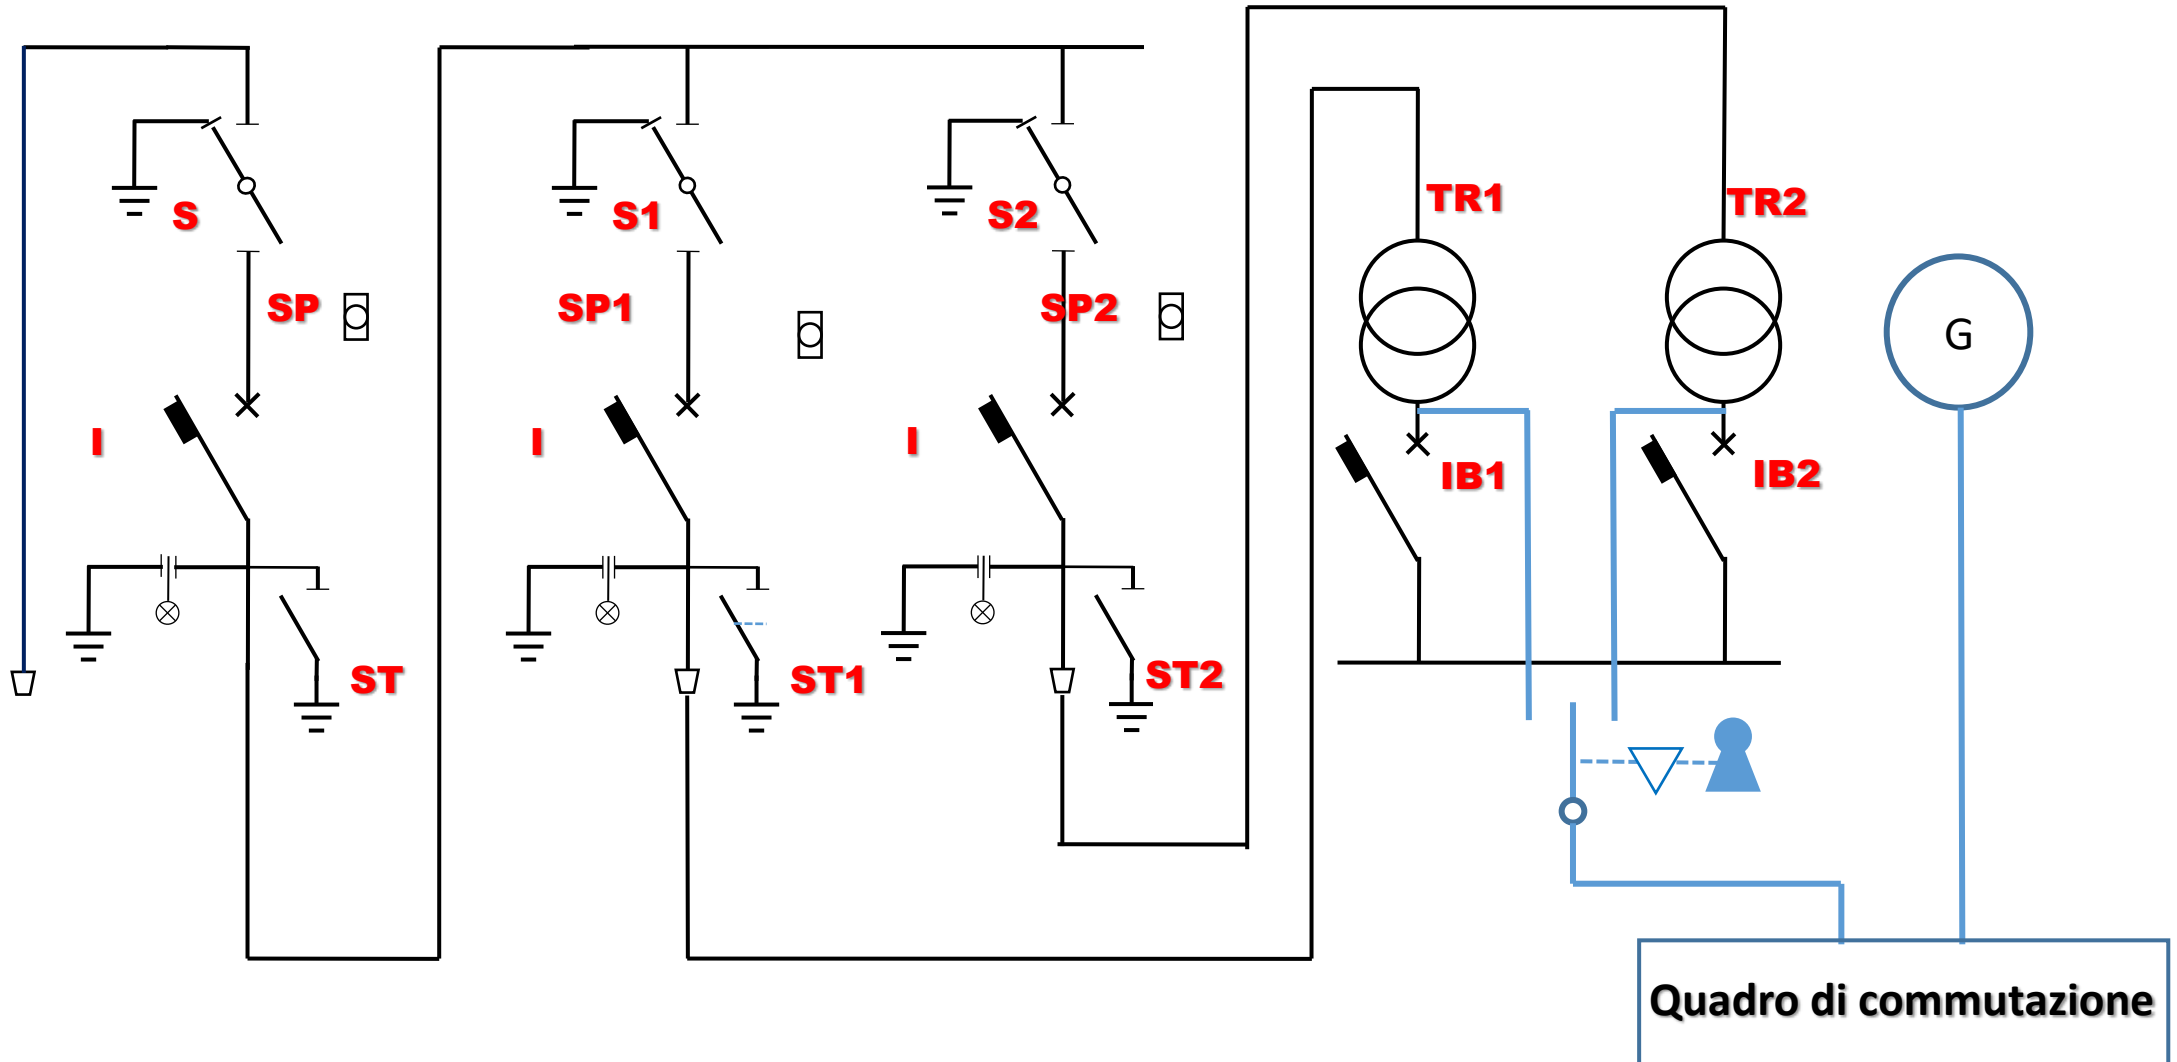 TR1
TR2
S
S1
S2
SP
SP1
SP2
G
I
I
I
IB1
IB2
ST
ST1
ST2
Quadro di commutazione